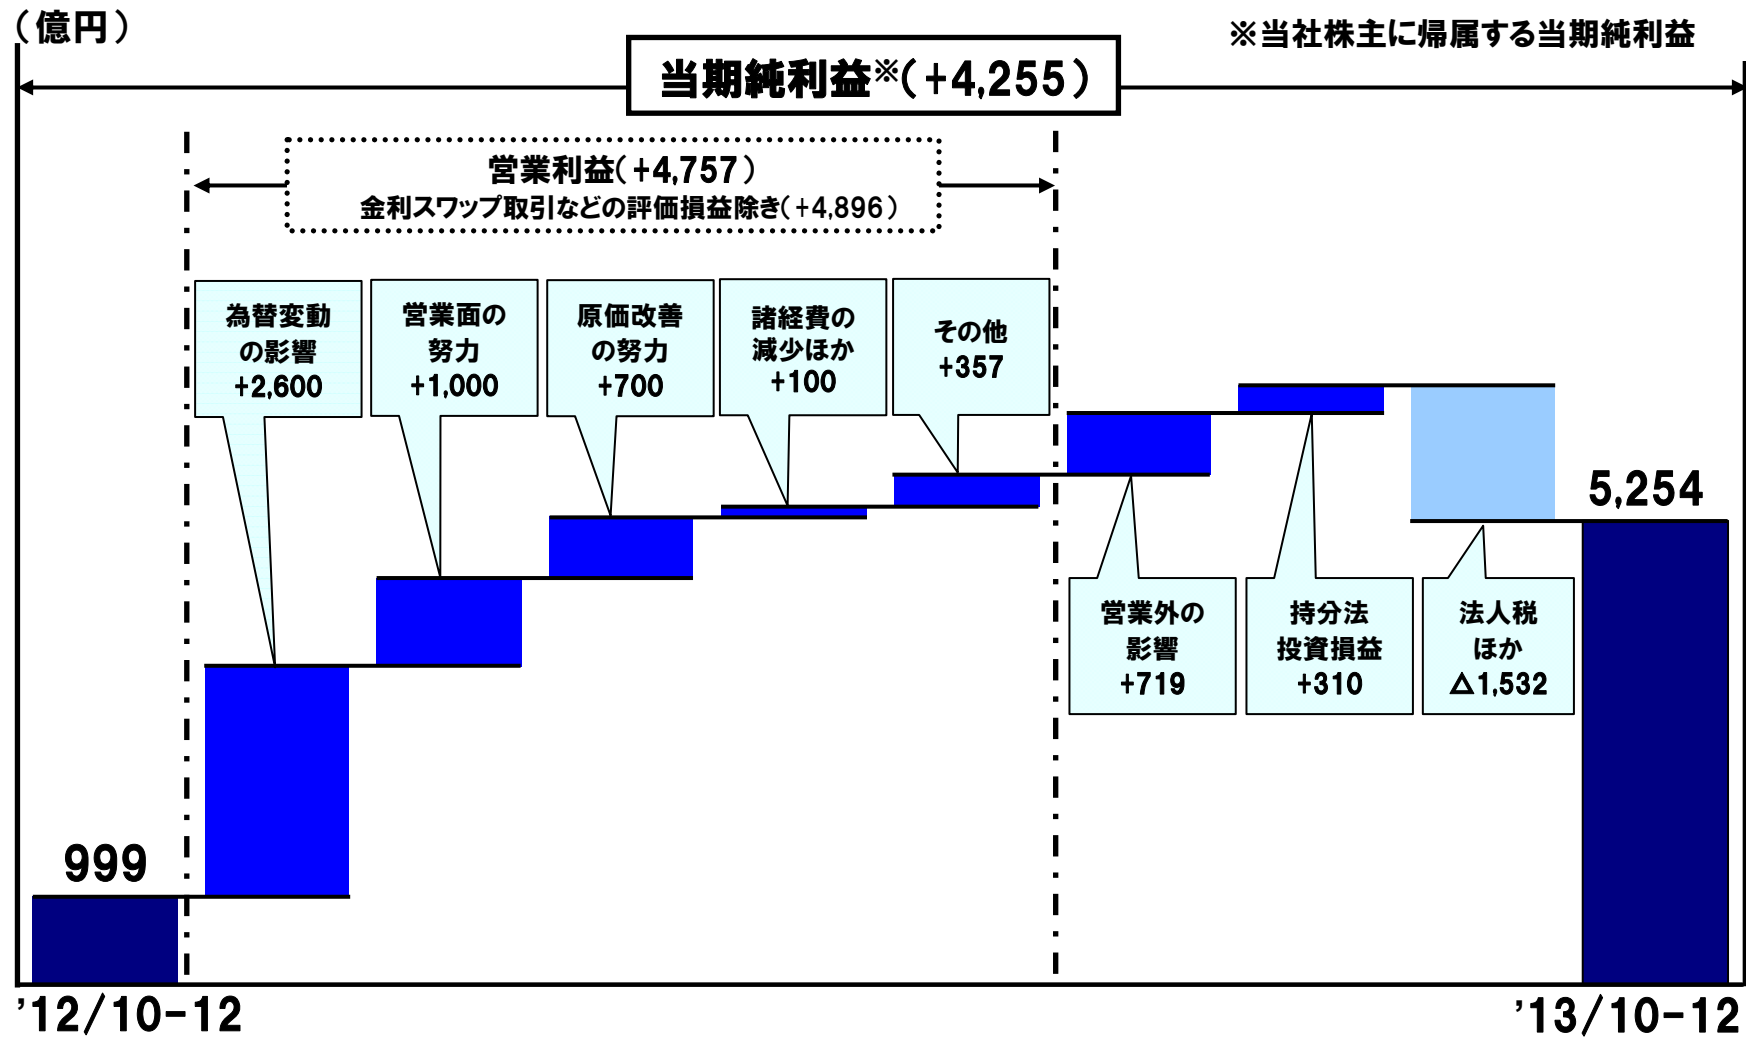 （億円）
※当社株主に帰属する当期純利益
当期純利益※（+4,255）
営業利益（+4,757）
金利スワップ取引などの評価損益除き（+4,896）
為替変動
の影響
+2,600
営業面の
努力
+1,000
原価改善
の努力
+700
諸経費の
減少ほか
+100
その他
+357
5,254
営業外の
影響
+719
持分法
投資損益
+310
法人税
ほか
△1,532
999
’12/10-12
’13/10-12